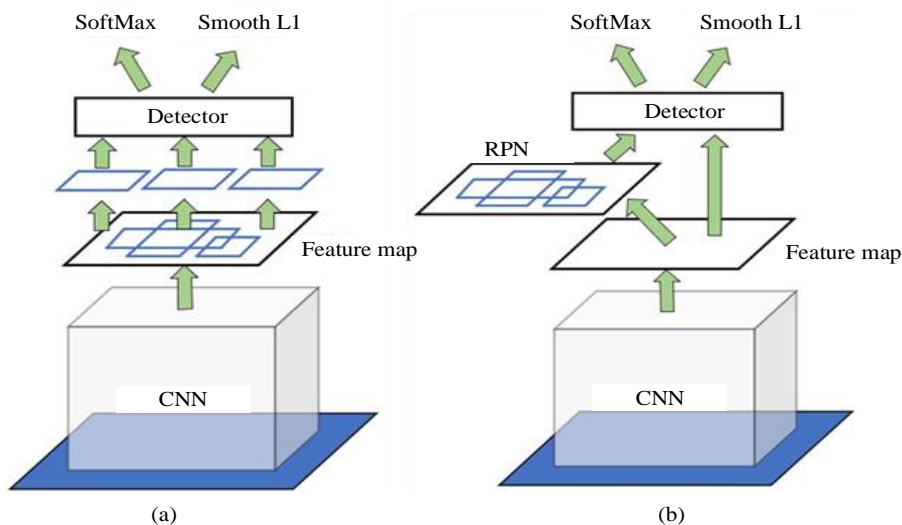 SoftMax
Smooth L1
Detector
Feature map
CNN
(a)
SoftMax
Smooth L1
Detector
RPN
Feature map
CNN
(b)